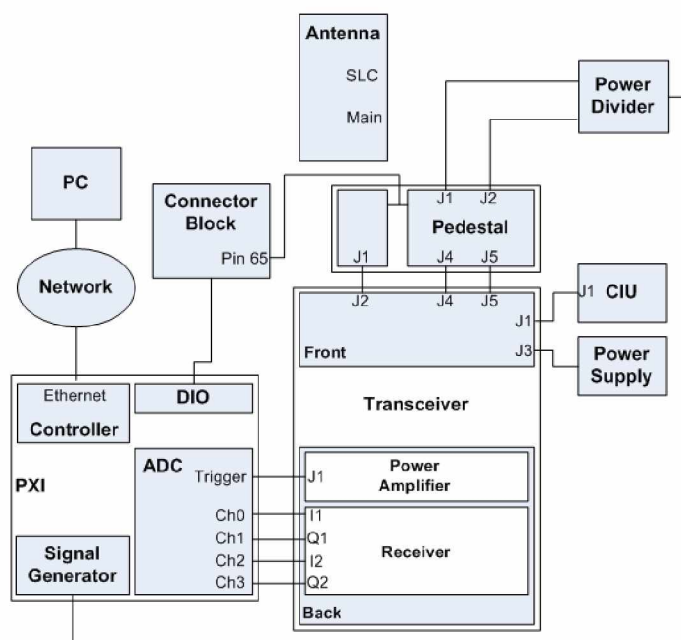 Antenna
SLC
Main
Power
Divider
PC
Connector
Block
Pin 65
J1
J2
Pedestal
J1
J4
J5
Network
J2
J4
J5
J1
J3
Front
J1
CIU
Power
Supply
Transceiver
Ethernet
Controller
DIO
PXI
ADC
Trigger
Ch0
Ch1
Ch2
Ch3
Signal
Generator
J1
Power
Amplifier
I1
Q1
I2
Q2
Receiver
Back